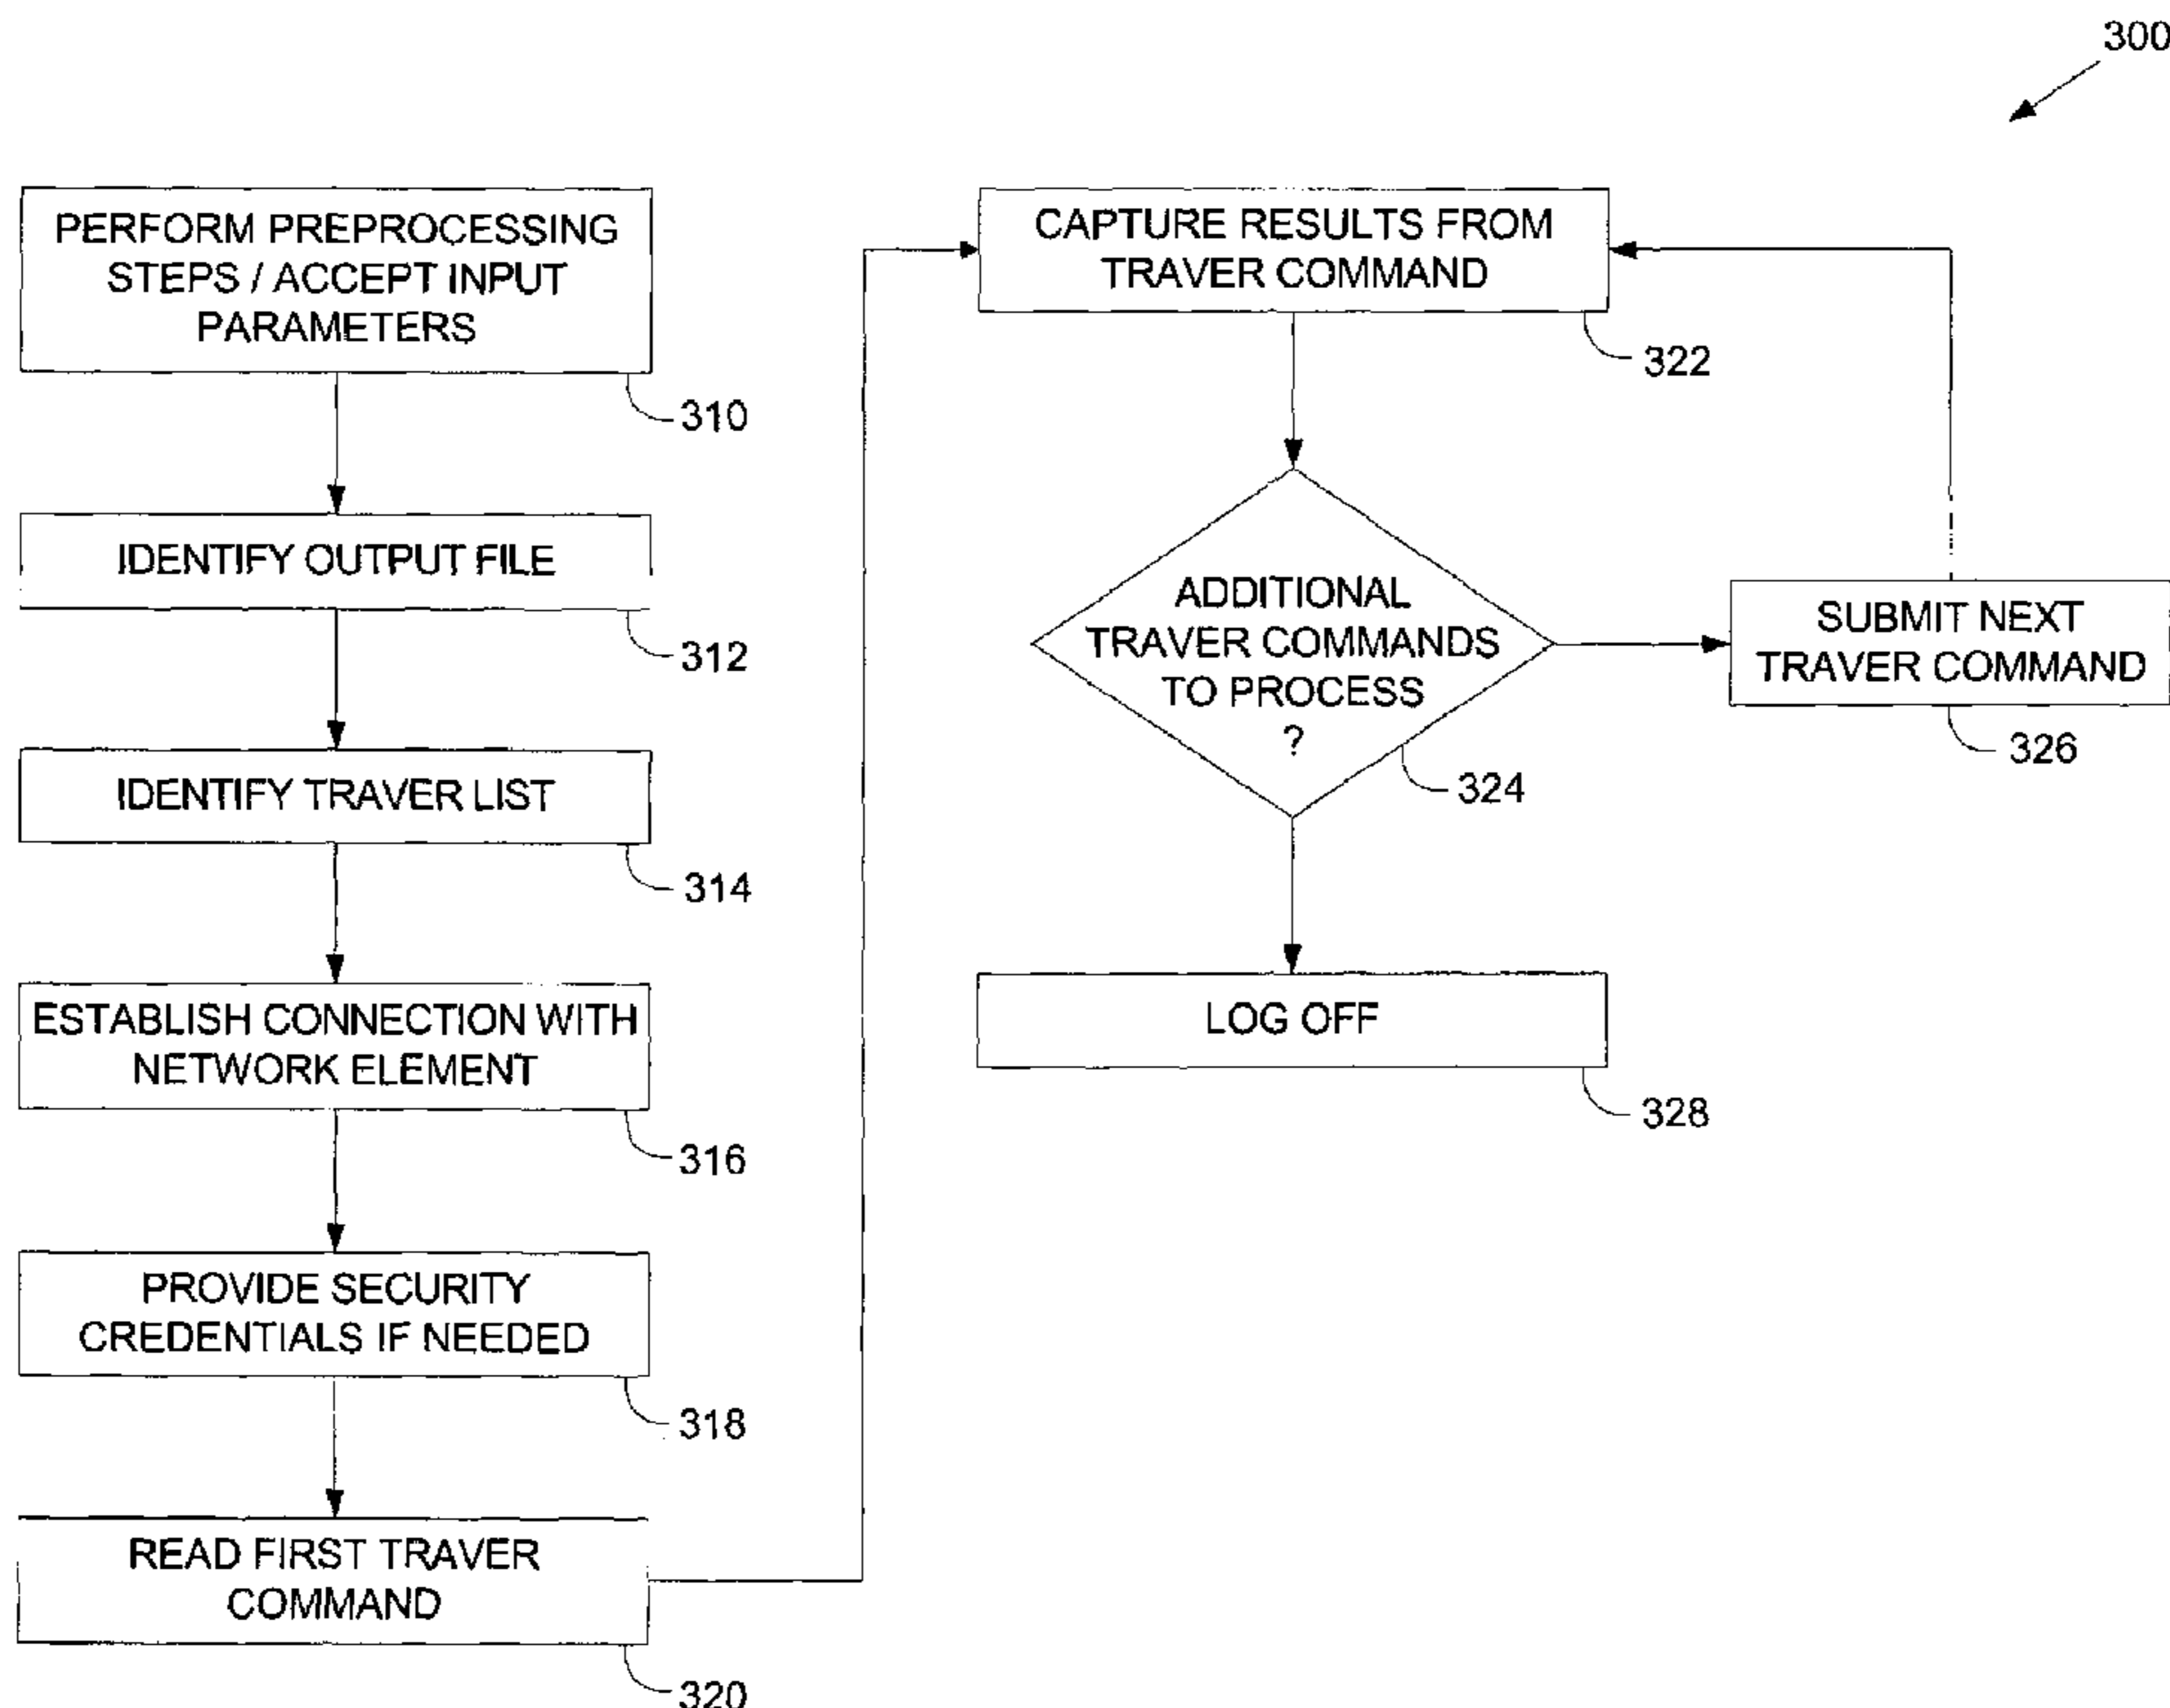 300
PERFORM PREPROCESSING
STEPS / ACCEPT INPUT
PARAMETERS
310
IDENTIFY OUTPUT FILE
312
IDENTIFY TRAVER LIST
314
ESTABLISH CONNECTION WITH
NETWORK ELEMENT
316
PROVIDE SECURITY
CREDENTIALS IF NEEDED
318
READ FIRST TRAVER
COMMAND
320
CAPTURE RESULTS FROM
TRAVER COMMAND
322
ADDITIONAL
TRAVER COMMANDS
TO PROCESS
?
324
SUBMIT NEXT
TRAVER COMMAND
326
LOG OFF
328